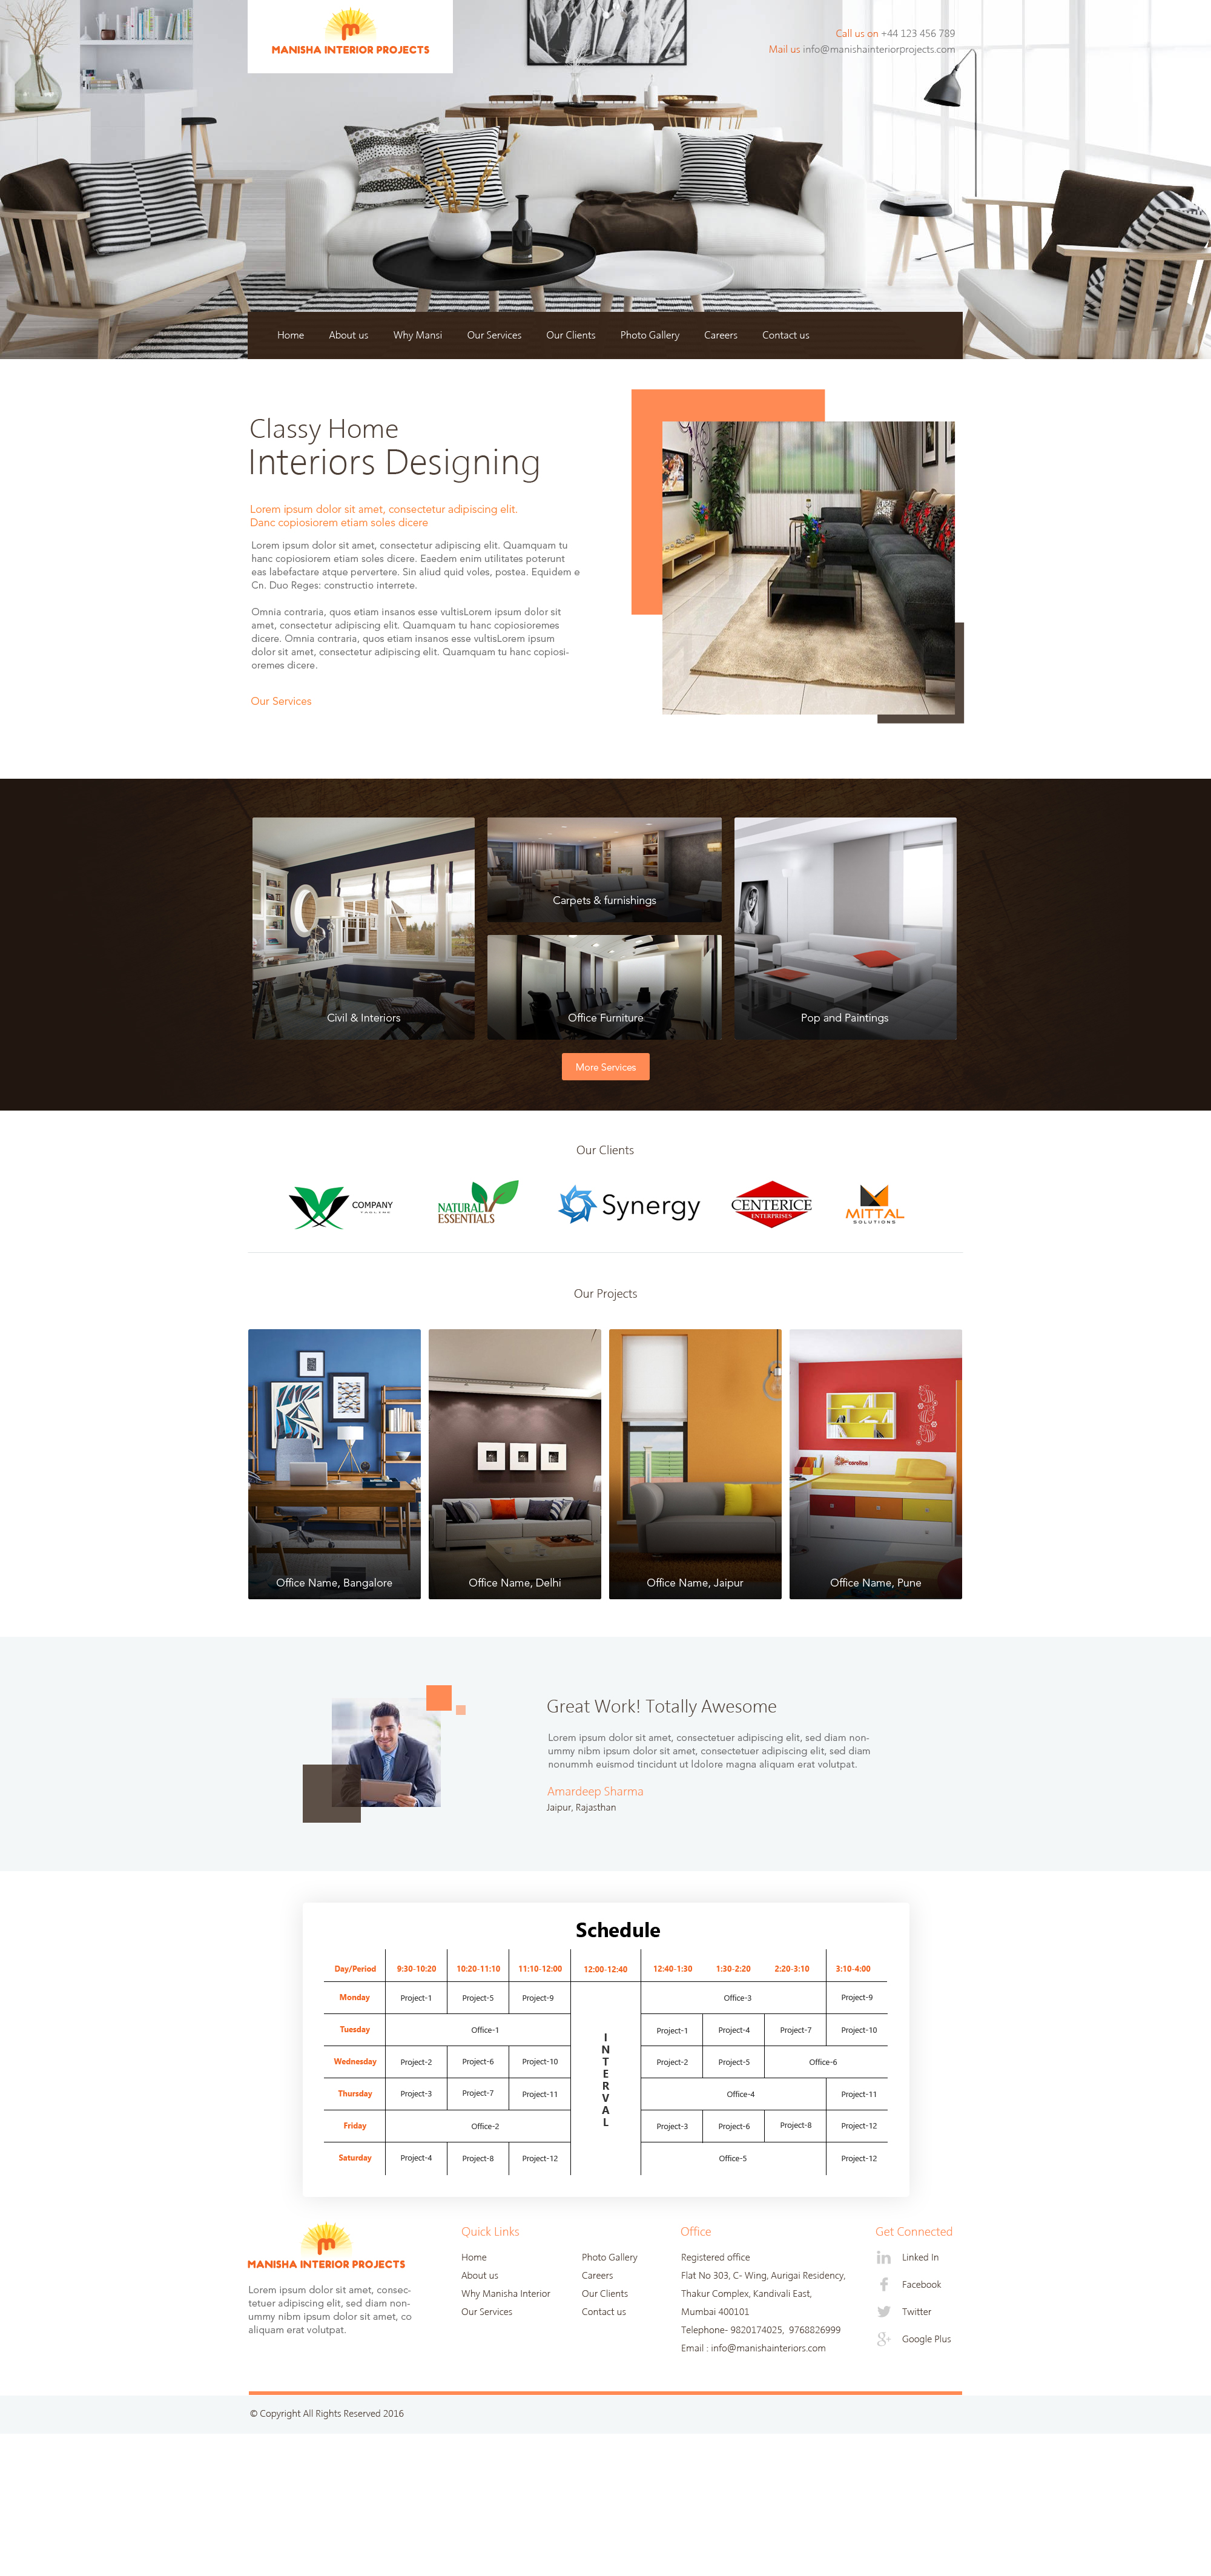 MANISHA INTERIOR PROJECTS
Call us on +44 123 456 789
Mail us info@manishainteriorprojects.com
Home About us Why Mansi Our Services Our Clients Photo Gallery Careers Contact us
Classy Home
Interiors Designing
Lorem ipsum dolor sit amet, consectetur adipiscing elit.
Danc copiosiorem etiam soles dicere
Lorem ipsum dolor sit amet, consectetur adipiscing elit. Quamquam tu
hanc copiosiorem etiam soles dicere. Eaedem enim utilitates poterunt
eas labefactare atque pervertere. Sin aliud quid voles, postea. Equidem e
Cn. Duo Reges: constructio interrete.
Omnia contraria, quos etiam insanos esse vultisLorem ipsum dolor sit
amet, consectetur adipiscing elit. Quamquam tu hanc copiosioremes
dicere. Omnia contraria, quos etiam insanos esse vultisLorem ipsum
dolor sit amet, consectetur adipiscing elit. Quamquam tu hanc copiosi-
oremes dicere.
Our Services
Carpets & furnishings
Civil & Interiors
Office Furniture
Pop and Paintings
More Services
Our Clients
COMPANY
NATURAL
ESSENTIALS
Synergy
CENTERICE
ENTERPRISES
MITTAL
SOLUTIONS
Our Projects
caroline
Office Name, Bangalore
Office Name, Delhi
Office Name, Jaipur
Office Name, Pune
Great Work! Totally Awesome
Lorem ipsum dolor sit amet, consectetuer adipiscing elit, sed diam non-
ummy nibm ipsum dolor sit amet, consectetuer adipiscing elit, sed diam
nonummh euismod tincidunt ut ldolore magna aliquam erat volutpat.
Amardeep Sharma
Jaipur, Rajasthan
Schedule
Day/Period 9:30-10:20 10:20-11:10 11:10-12:00 12:00-12:40 12:40-1:30 1:30-2:20 2:20-3:10 3:10-4:00
Monday Project-1 Project-5 Project-9 Office-3 Project-9
Tuesday Office-1 Project-1 Project-4 Project-7 Project-10
INTERVAL
Wednesday Project-2 Project-6 Project-10 Project-2 Project-5 Office-6
Thursday Project-3 Project-7 Project-11 Office-4 Project-11
Friday Office-2 Project-3 Project-6 Project-8 Project-12
Saturday Project-4 Project-8 Project-12 Office-5 Project-12
MANISHA INTERIOR PROJECTS
Lorem ipsum dolor sit amet, consec-
tetuer adipiscing elit, sed diam non-
ummy nibm ipsum dolor sit amet, co
aliquam erat volutpat.
Quick Links
Home
About us
Why Manisha Interior
Our Services
Photo Gallery
Careers
Our Clients
Contact us
Office
Registered office
Flat No 303, C- Wing, Aurigai Residency,
Thakur Complex, Kandivali East,
Mumbai 400101
Telephone- 9820174025, 9768826999
Email : info@manishainteriors.com
Get Connected
Linked In
Facebook
Twitter
Google Plus
© Copyright All Rights Reserved 2016